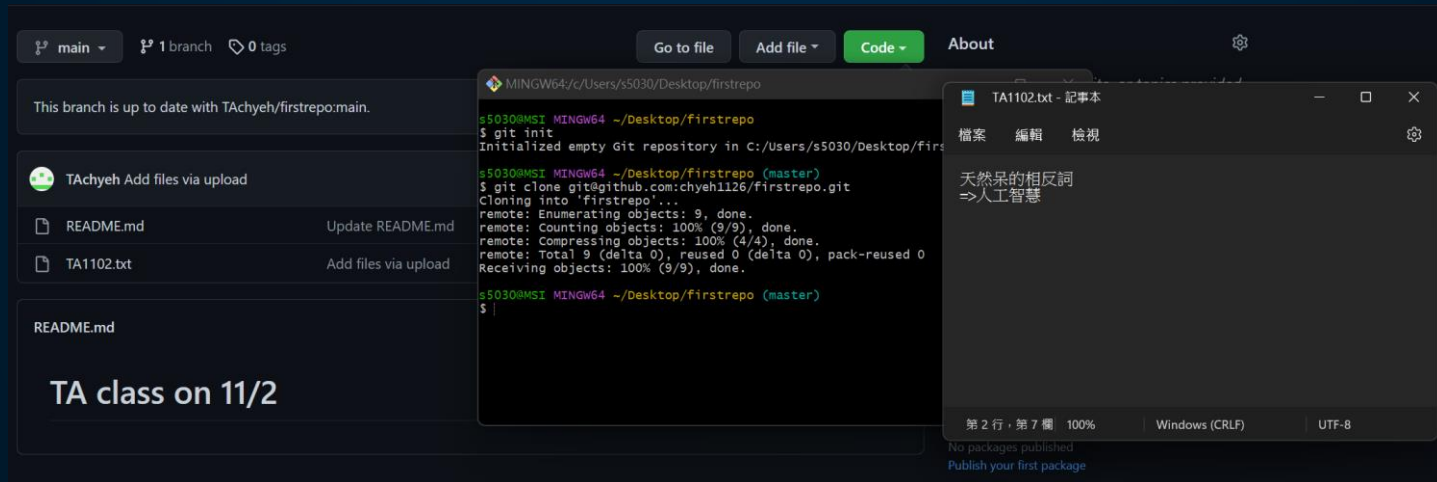 main
1 branch
0 tags
Go to file
Add file
Code
About
This branch is up to date with TAchyeh/firstrepo:main.
TAchyeh Add files via upload
README.md Update README.md
TA1102.txt Add files via upload
README.md
TA class on 11/2
MINGW64:/c/Users/s5030/Desktop/firstrepo
s5030@MSI MINGW64 ~/Desktop/firstrepo
$ git init
Initialized empty Git repository in C:/Users/s5030/Desktop/firs
s5030@MSI MINGW64 ~/Desktop/firstrepo (master)
$ git clone git@github.com:chyeh1126/firstrepo.git
Cloning into 'firstrepo'...
remote: Enumerating objects: 9, done.
remote: Counting objects: 100% (9/9), done.
remote: Compressing objects: 100% (4/4), done.
remote: Total 9 (delta 0), reused 0 (delta 0), pack-reused 0
Receiving objects: 100% (9/9), done.
s5030@MSI MINGW64 ~/Desktop/firstrepo (master)
$
TA1102.txt - 記事本
檔案 編輯 檢視
天然呆的相反詞
=>人工智慧
第 2 行，第 7 欄 100% Windows (CRLF) UTF-8
No packages published
Publish your first package